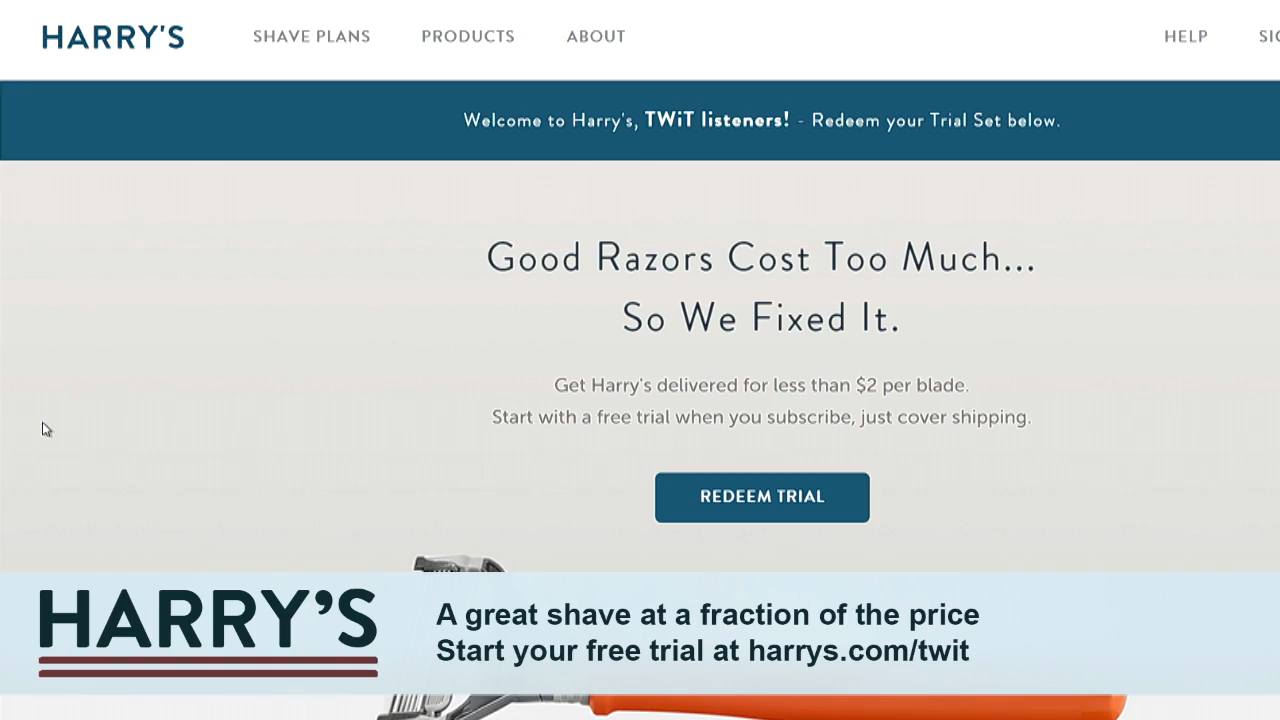 HARRY'S SHAVE PLANS PRODUCTS ABOUT HELP
Welcome to Harry's, TWiT listeners! - Redeem your Trial Set below.
Good Razors Cost Too Much...
So We Fixed It.
Get Harry's delivered for less than $2 per blade.
Start with a free trial when you subscribe, just cover shipping.
REDEEM TRIAL
HARRY'S
A great shave at a fraction of the price
Start your free trial at harrys.com/twit